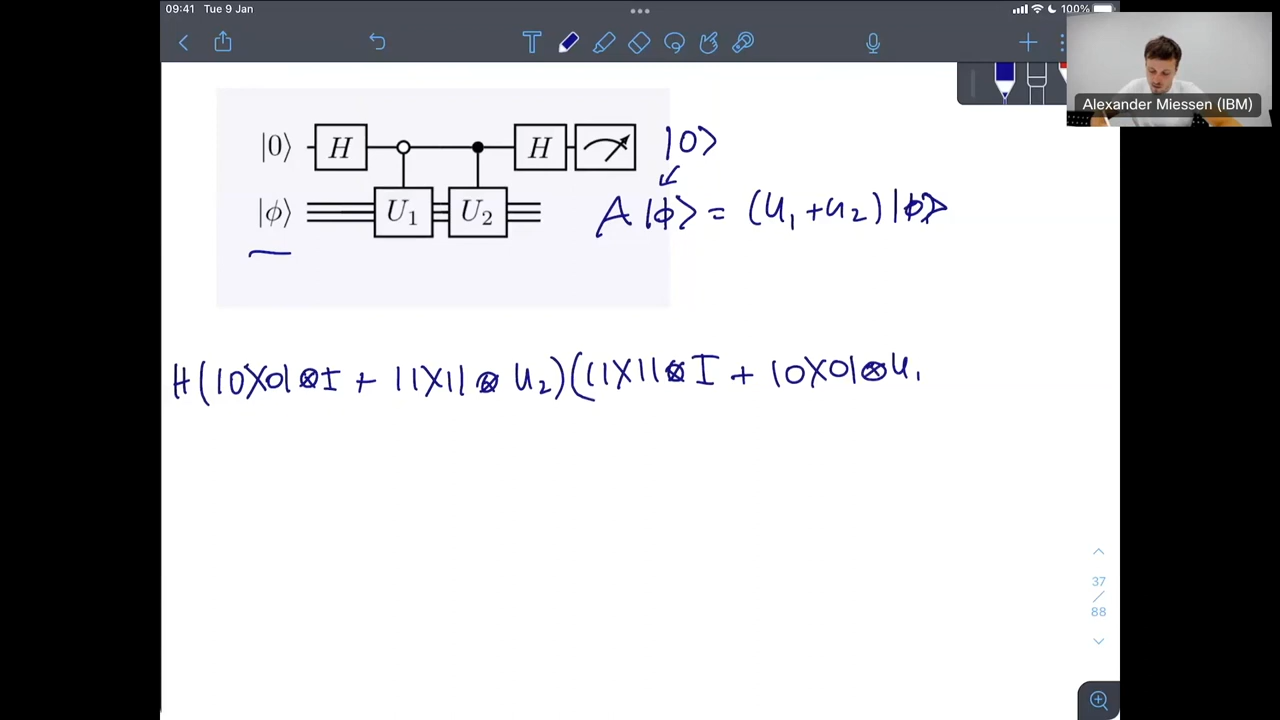 09:41 Tue 9 Jan
100%
T
Alexander Miessen (IBM)
|0⟩ H H |0⟩
|ϕ⟩ U₁ U₂ A|ϕ⟩ = (U₁+U₂)|ϕ⟩
H(|0⟩⟨0|⊗I + |1⟩⟨1|⊗U₂)(|1⟩⟨1|⊗I + |0⟩⟨0|⊗U₁
37
/
88